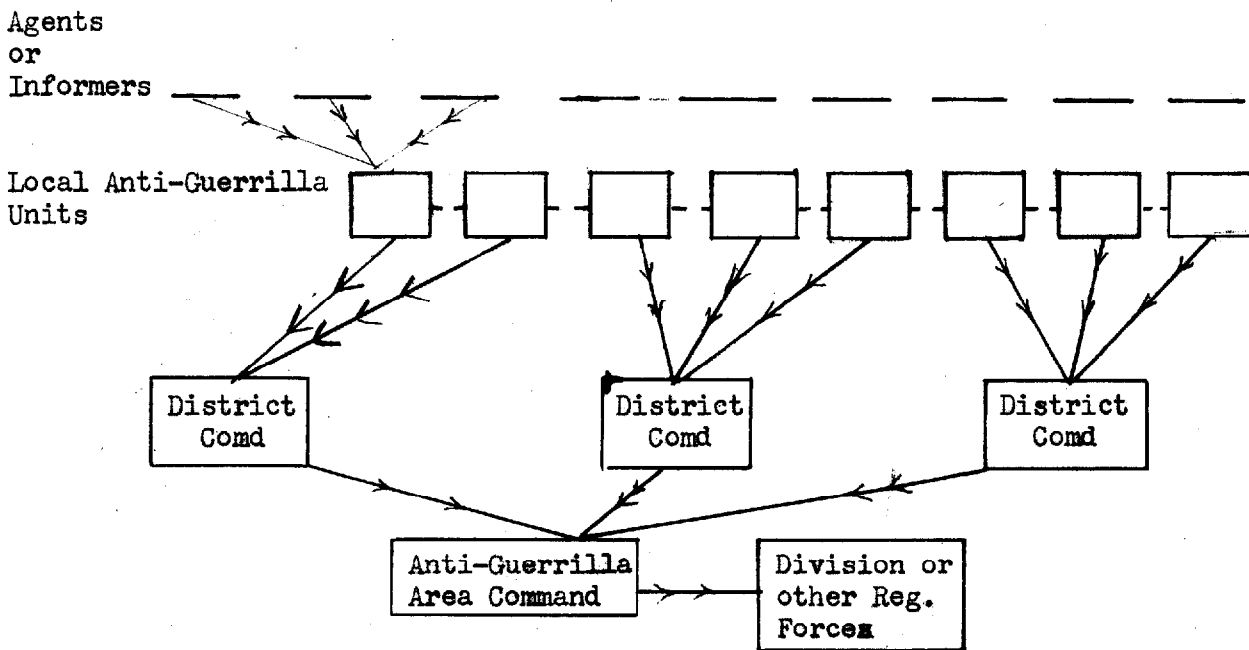 Agents
or
Informers
Local Anti-Guerrilla
Units
District
Comd
District
Comd
District
Comd
Anti-Guerrilla
Area Command
Division or
other Reg.
Forces